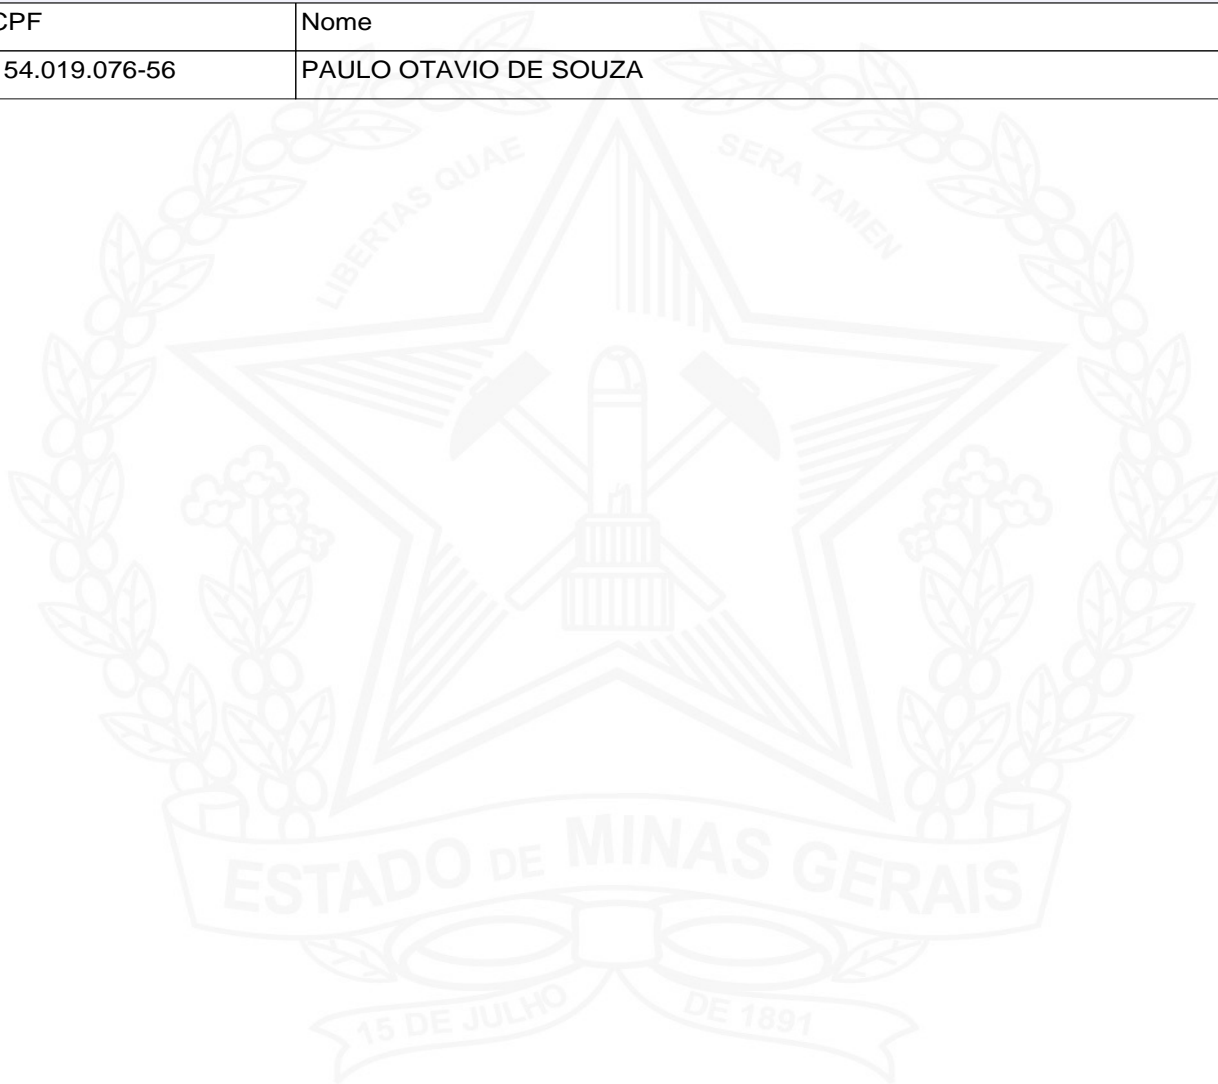 CPF Nome
54.019.076-56 PAULO OTAVIO DE SOUZA
LIBERTAS QUAE SERA TAMEN
ESTADO DE MINAS GERAIS
15 DE JULHO DE 1891